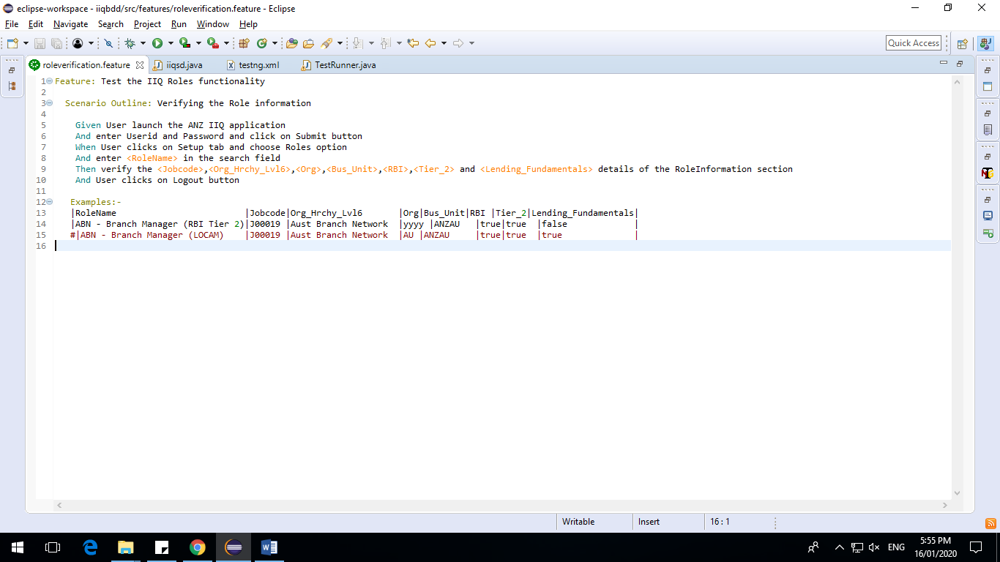 eclipse-workspace - iiqbdd/src/features/roleverification.feature - Eclipse
File Edit Navigate Search Project Run Window Help
Quick Access
roleverification.feature iiqsd.java testng.xml TestRunner.java
1 Feature: Test the IIQ Roles functionality
2
3 Scenario Outline: Verifying the Role information
4
5 Given User launch the ANZ IIQ application
6 And enter Userid and Password and click on Submit button
7 When User clicks on Setup tab and choose Roles option
8 And enter <RoleName> in the search field
9 Then verify the <Jobcode>,<Org_Hrchy_Lvl6>,<Org>,<Bus_Unit>,<RBI>,<Tier_2> and <Lending_Fundamentals> details of the RoleInformation section
10 And User clicks on Logout button
11
12 Examples:-
13 |RoleName |Jobcode|Org_Hrchy_Lvl6 |Org|Bus_Unit|RBI |Tier_2|Lending_Fundamentals|
14 |ABN - Branch Manager (RBI Tier 2)|J00019 |Aust Branch Network |yyyy |ANZAU |true|true |false |
15 #|ABN - Branch Manager (LOCAM) |J00019 |Aust Branch Network |AU |ANZAU |true|true |true |
16
Writable Insert 16 : 1
ENG 5:55 PM
16/01/2020